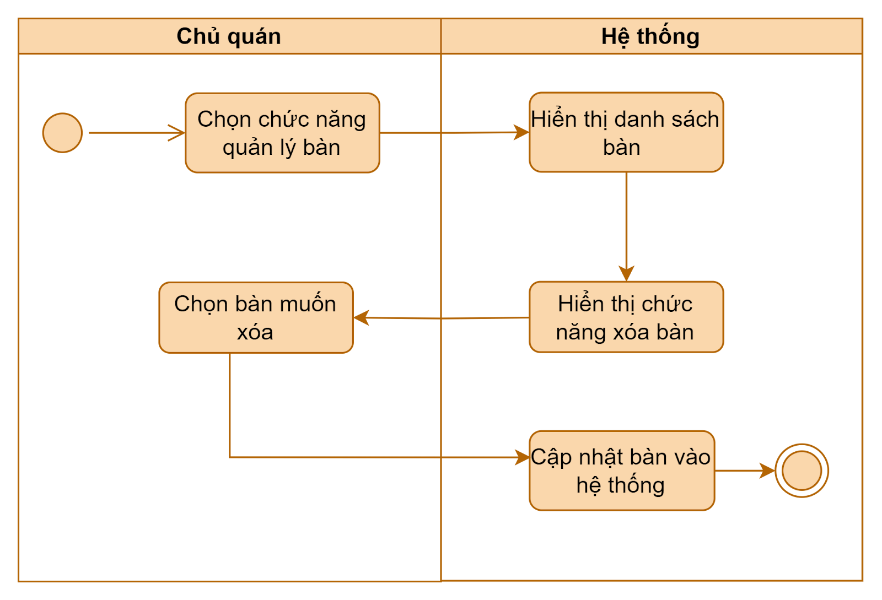 Chủ quán
Hệ thống
Chọn chức năng
quản lý bàn
Hiển thị danh sách
bàn
Chọn bàn muốn
xóa
Hiển thị chức
năng xóa bàn
Cập nhật bàn vào
hệ thống